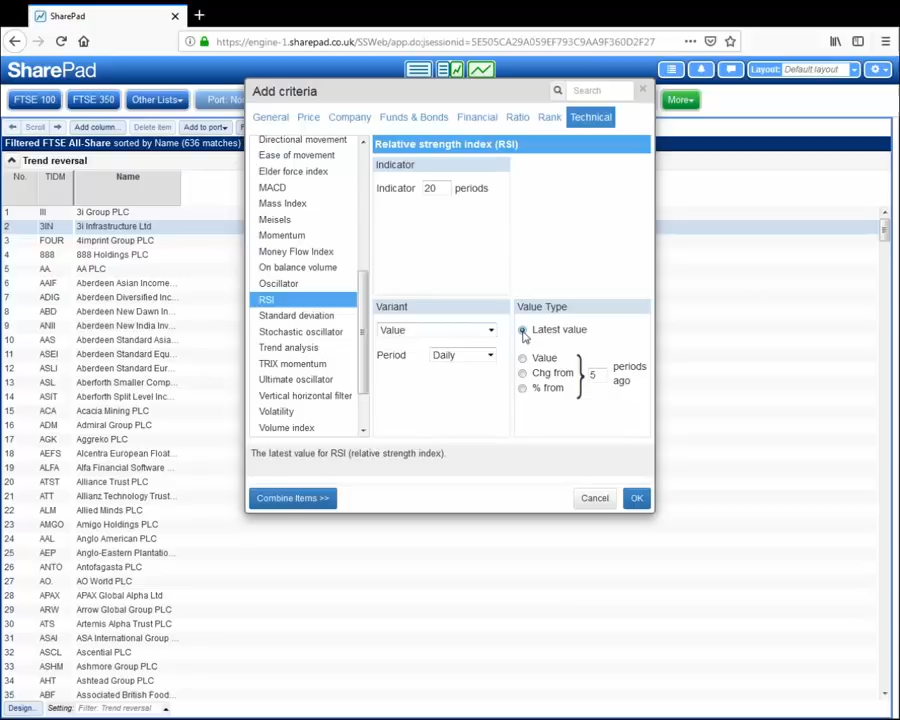 SharePad
https://engine-1.sharepad.co.uk/SSWeb/app.do;jsessionid=5E505CA29A059EF793C9AA9F360D2F27
SharePad
Layout: Default layout
FTSE 100 FTSE 350 Other Lists Port: No More
Add criteria Search
General Price Company Funds & Bonds Financial Ratio Rank Technical
Scroll Add column... Delete item Add to port
Filtered FTSE All-Share sorted by Name (636 matches)
Trend reversal
No. TIDM Name
1 III 3i Group PLC
2 3IN 3i Infrastructure Ltd
3 FOUR 4imprint Group PLC
4 888 888 Holdings PLC
5 AA. AA PLC
6 AAIF Aberdeen Asian Income...
7 ADIG Aberdeen Diversified Inc...
8 ABD Aberdeen New Dawn In...
9 ANII Aberdeen New India Inv...
10 AAS Aberdeen Standard Asia...
11 ASEI Aberdeen Standard Equ...
12 ASLI Aberdeen Standard Eur...
13 ASL Aberforth Smaller Comp...
14 ASIT Aberforth Split Level Inc...
15 ACA Acacia Mining PLC
16 ADM Admiral Group PLC
17 AGK Aggreko PLC
18 AEFS Alcentra European Float...
19 ALFA Alfa Financial Software ...
20 ATST Alliance Trust PLC
21 ATT Allianz Technology Trust...
22 ALM Allied Minds PLC
23 AMGO Amigo Holdings PLC
24 AAL Anglo American PLC
25 AEP Anglo-Eastern Plantatio...
26 ANTO Antofagasta PLC
27 AO. AO World PLC
28 APAX APAX Global Alpha Ltd
29 ARW Arrow Global Group PLC
30 ATS Artemis Alpha Trust PLC
31 ASAI ASA International Group ...
32 ASCL Ascential PLC
33 ASHM Ashmore Group PLC
34 AHT Ashtead Group PLC
35 ABF Associated British Food...
Directional movement
Ease of movement
Elder force index
MACD
Mass Index
Meisels
Momentum
Money Flow Index
On balance volume
Oscillator
RSI
Standard deviation
Stochastic oscillator
Trend analysis
TRIX momentum
Ultimate oscillator
Vertical horizontal filter
Volatility
Volume index
Relative strength index (RSI)
Indicator
Indicator 20 periods
Variant
Value
Period Daily
Value Type
Latest value
Value
Chg from
% from
5 periods
ago
The latest value for RSI (relative strength index).
Combine Items >> Cancel OK
Design... Setting: Filter: Trend reversal